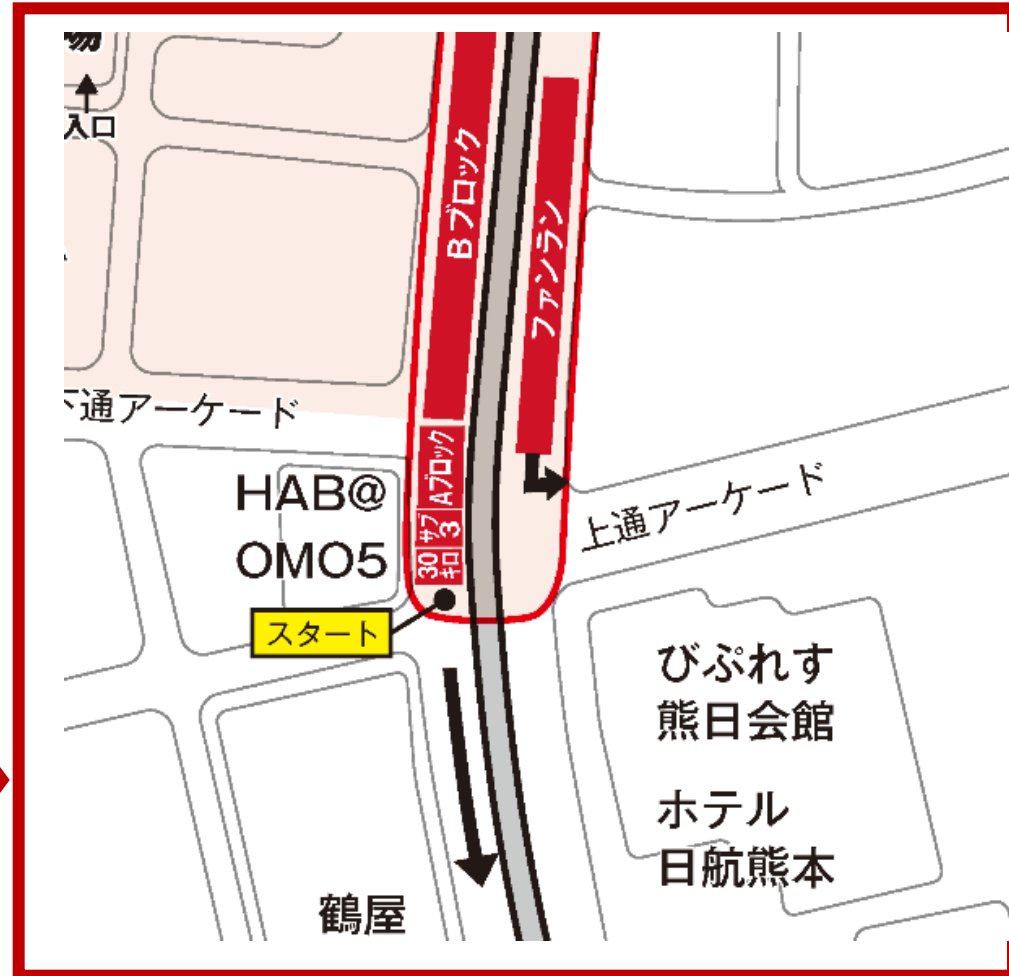 場
入口
Bブロック
ファンラン
下通アーケード
Aブロック
サブ
3
30
キロ
HAB@
OMO5
上通アーケード
スタート
びぷれす
熊日会館
ホテル
日航熊本
鶴屋